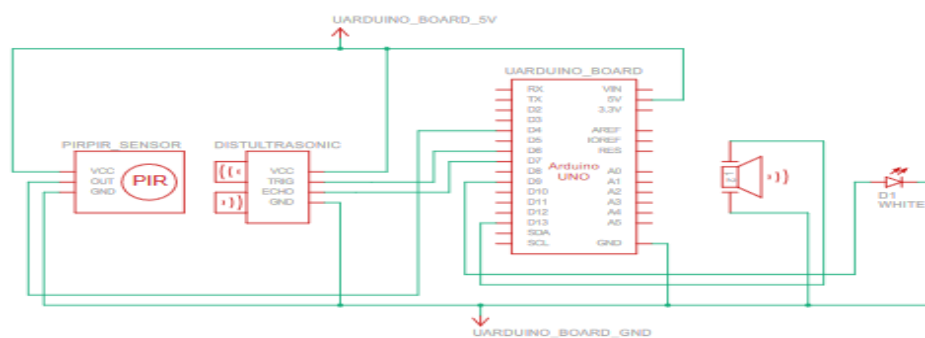 UARDUINO_BOARD_5V
UARDUINO_BOARD
RX
TX
D2
D3
D4
D5
D6
D7
D8
D9
D10
D11
D12
D13
SDA
SCL
VIN
5V
3.3V
AREF
IOREF
RES
A0
A1
A2
A3
A4
A5
GND
Arduino
UNO
PIRPIR_SENSOR
VCC
OUT
GND
PIR
DISTULTRASONIC
VCC
TRIG
ECHO
GND
D1
WHITE
UARDUINO_BOARD_GND